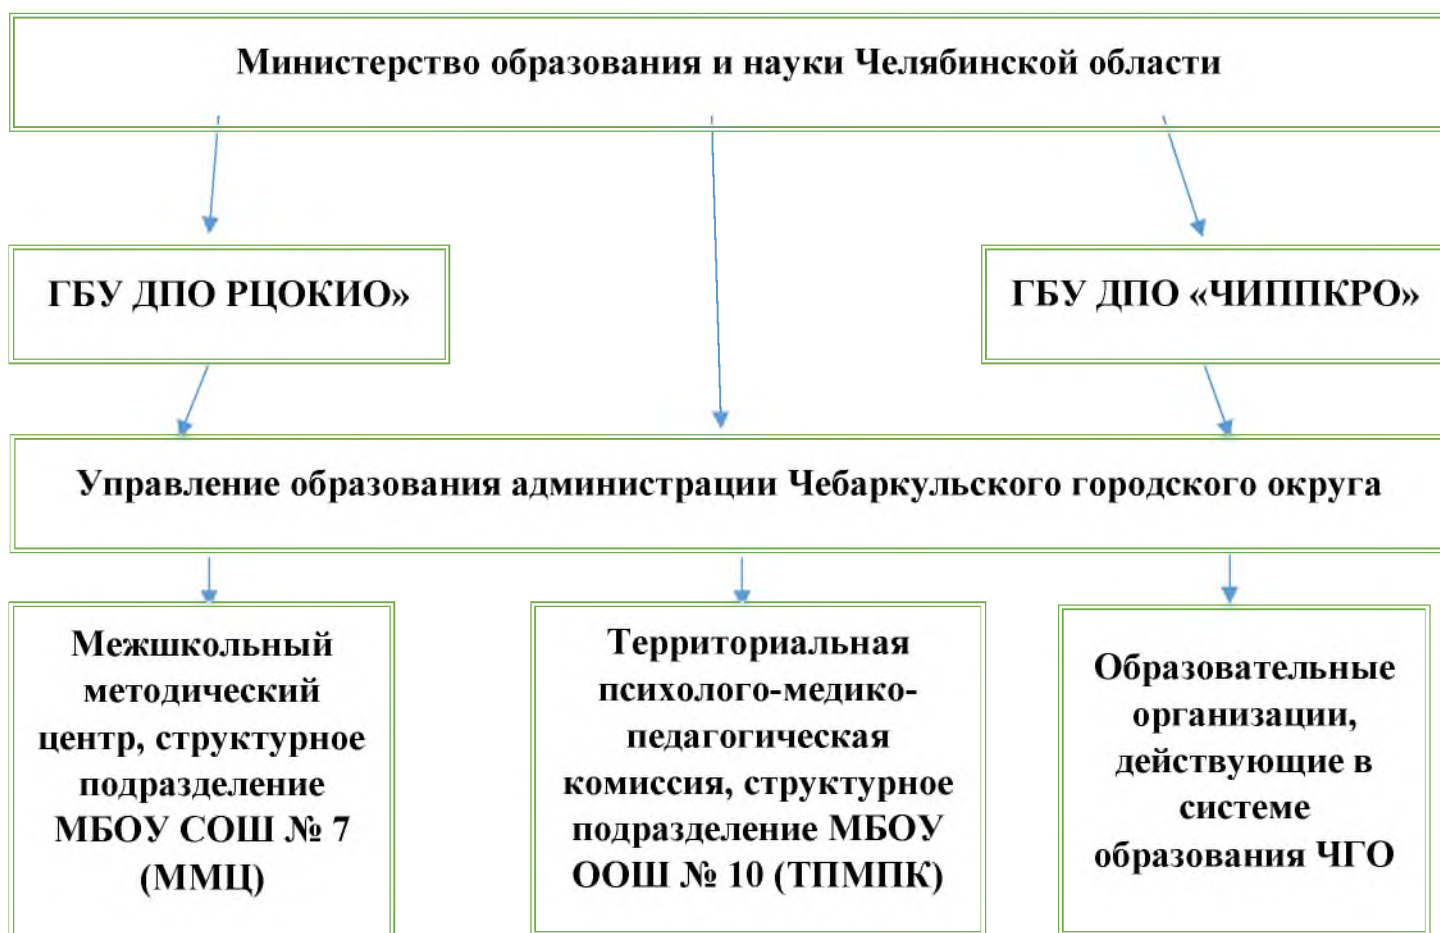 Министерство образования и науки Челябинской области
ГБУ ДПО РЦОКИО»
ГБУ ДПО «ЧИППКРО»
Управление образования администрации Чебаркульского городского округа
Межшкольный
методический
центр, структурное
подразделение
МБОУ СОШ № 7
(ММЦ)
Территориальная
психолого-медико-
педагогическая
комиссия, структурное
подразделение МБОУ
ООШ № 10 (ТПМПК)
Образовательные
организации,
действующие в
системе
образования ЧГО